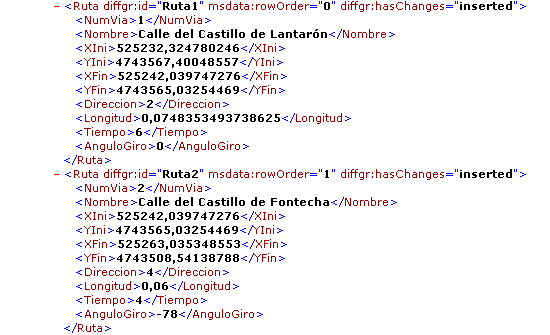 - <Ruta diffgr:id="Ruta1" msdata:rowOrder="0" diffgr:hasChanges="inserted">
<NumVia>1</NumVia>
<Nombre>Calle del Castillo de Lantarón</Nombre>
<XIni>525232,324780246</XIni>
<YIni>4743567,40048557</YIni>
<XFin>525242,039747276</XFin>
<YFin>4743565,03254469</YFin>
<Direccion>2</Direccion>
<Longitud>0,0748353493738625</Longitud>
<Tiempo>6</Tiempo>
<AnguloGiro>0</AnguloGiro>
</Ruta>
- <Ruta diffgr:id="Ruta2" msdata:rowOrder="1" diffgr:hasChanges="inserted">
<NumVia>2</NumVia>
<Nombre>Calle del Castillo de Fontecha</Nombre>
<XIni>525242,039747276</XIni>
<YIni>4743565,03254469</YIni>
<XFin>525263,035348553</XFin>
<YFin>4743508,54138788</YFin>
<Direccion>4</Direccion>
<Longitud>0,06</Longitud>
<Tiempo>4</Tiempo>
<AnguloGiro>-78</AnguloGiro>
</Ruta>